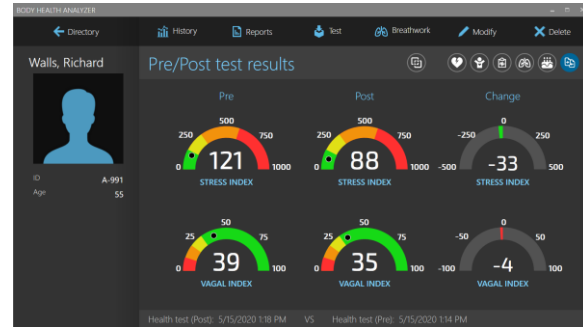 BODY HEALTH ANALYZER
Directory
History
Reports
Test
Breathwork
Modify
Delete
Walls, Richard
ID A-991
Age 55
Pre/Post test results
Pre
Post
Change
0 250 500 750 1000
121
STRESS INDEX
0 250 500 750 1000
88
STRESS INDEX
-500 -250 0 250 500
-33
STRESS INDEX
0 25 50 75 100
39
VAGAL INDEX
0 25 50 75 100
35
VAGAL INDEX
-100 -50 0 50 100
-4
VAGAL INDEX
Health test (Post): 5/15/2020 1:18 PM VS Health test (Pre): 5/15/2020 1:14 PM